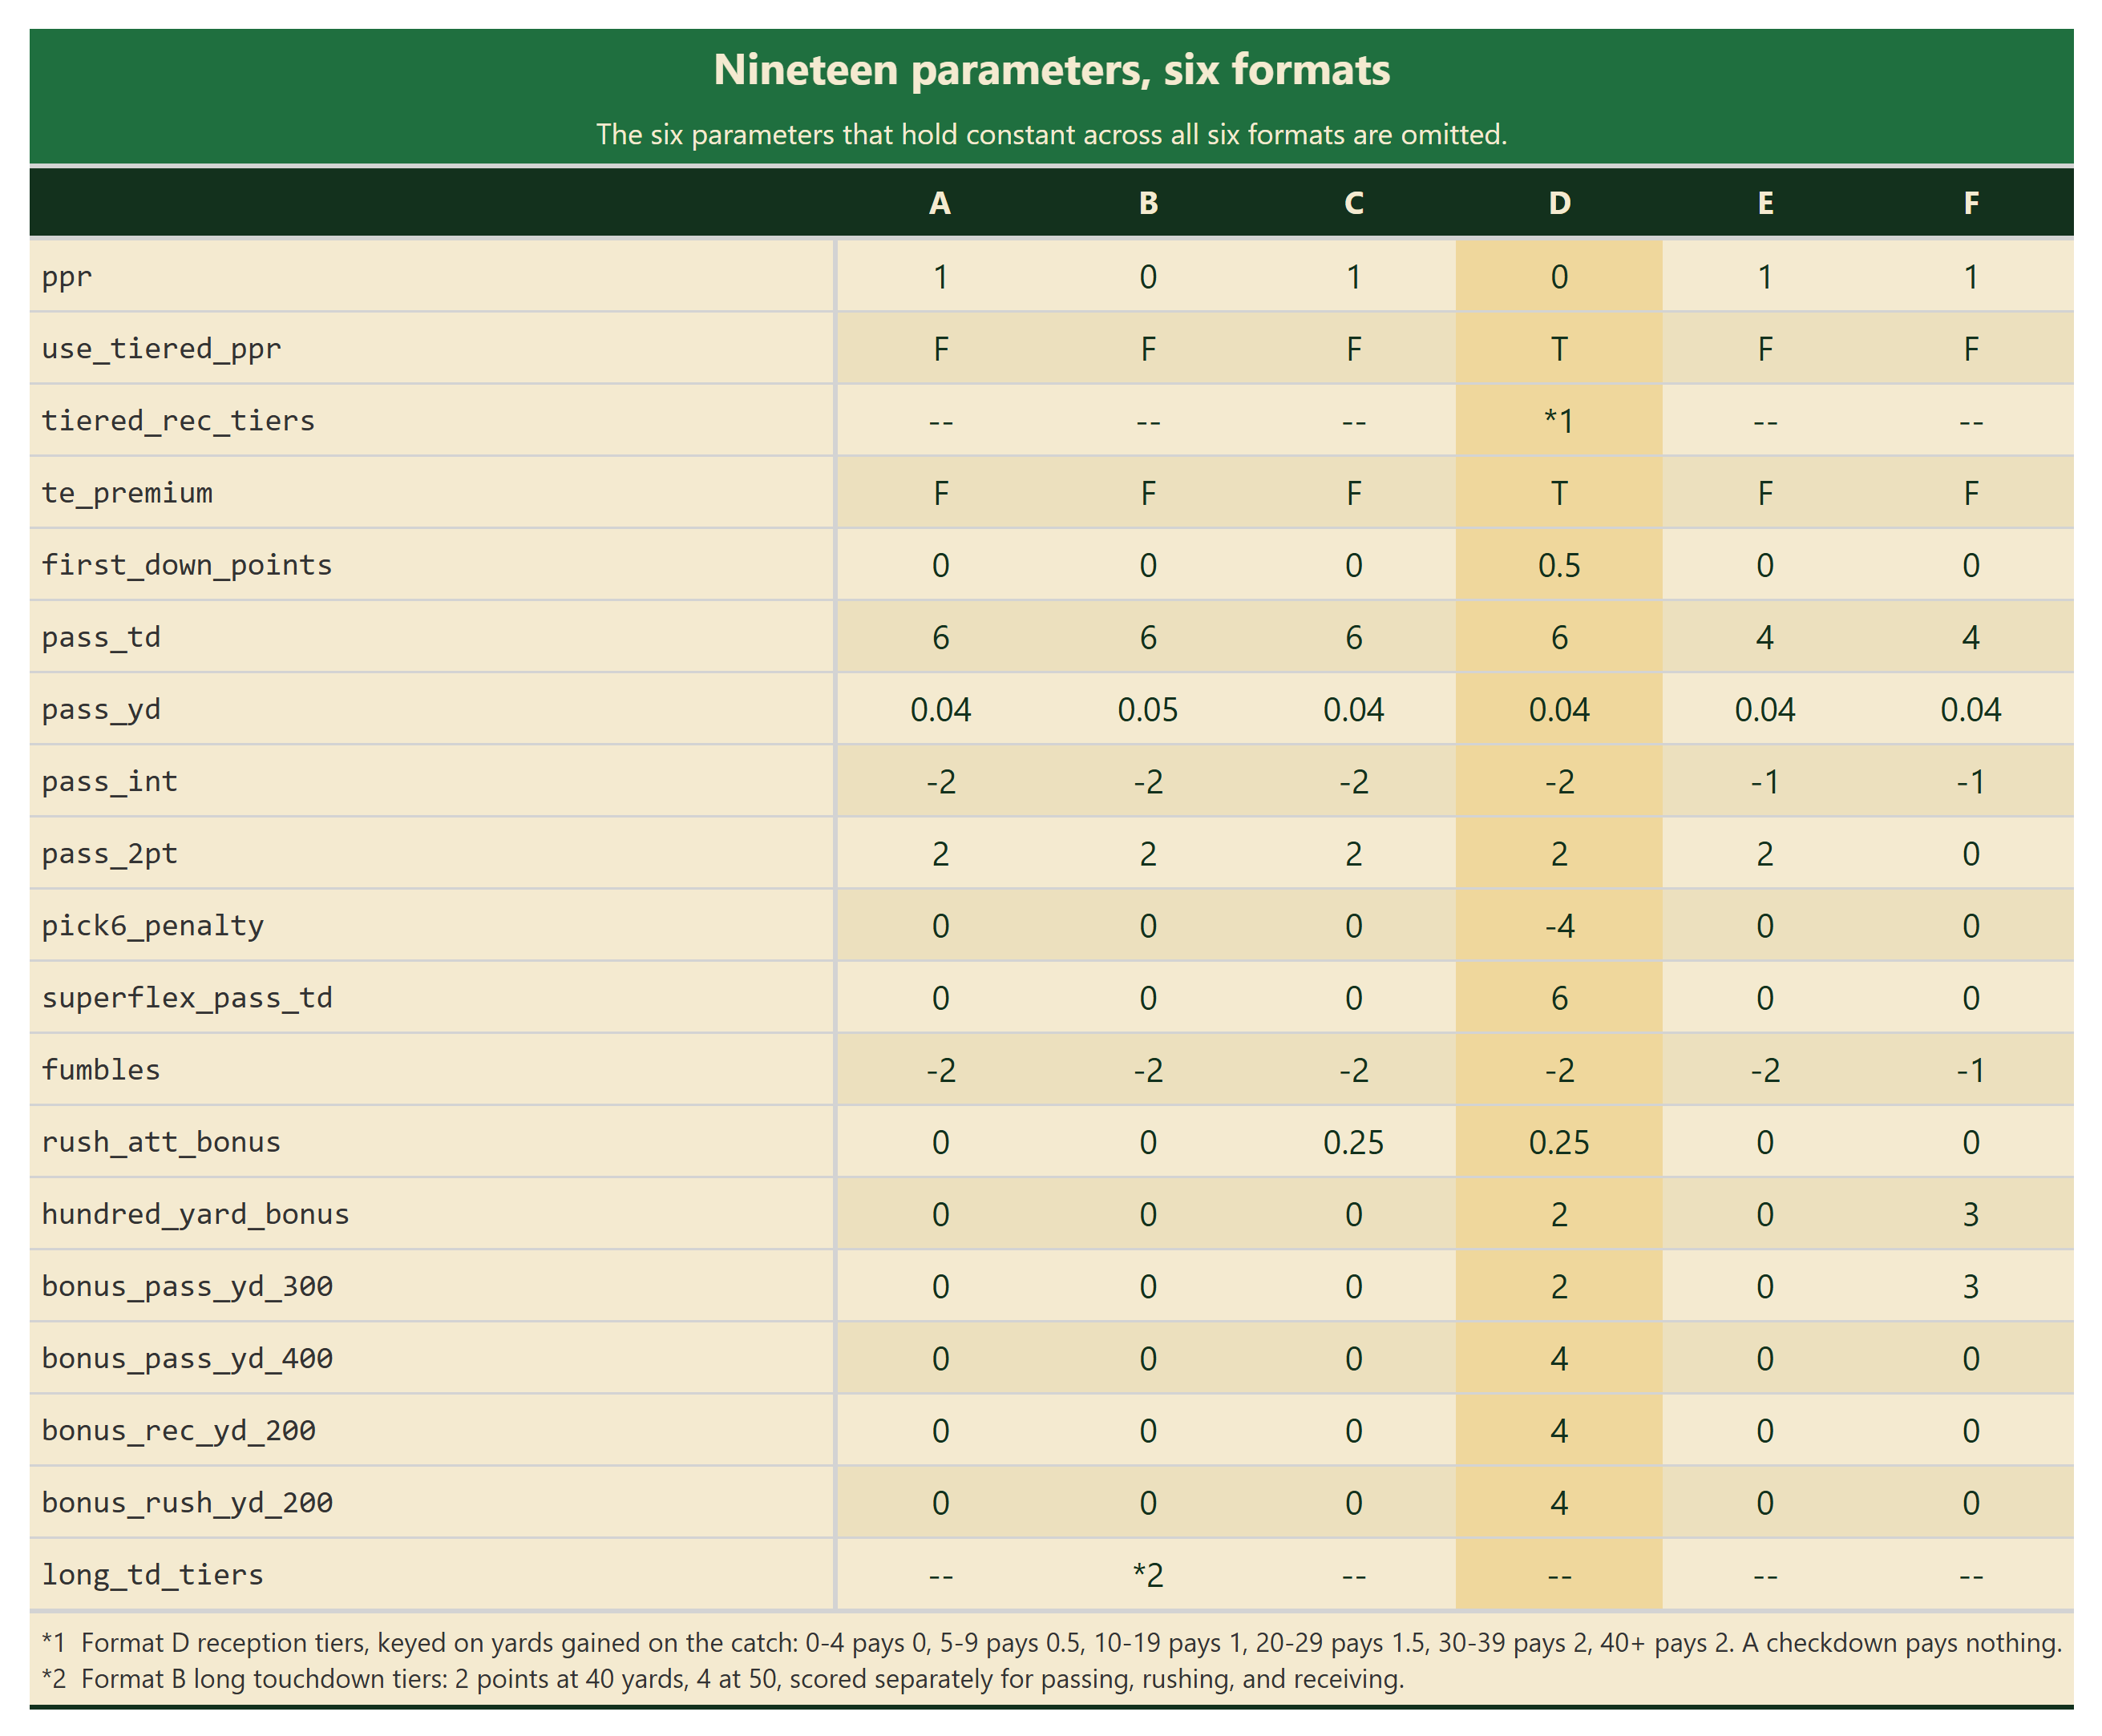 Nineteen parameters, six formats
The six parameters that hold constant across all six formats are omitted.
A B C D E F
ppr 1 0 1 0 1 1
use_tiered_ppr F F F T F F
tiered_rec_tiers -- -- -- *1 -- --
te_premium F F F T F F
first_down_points 0 0 0 0.5 0 0
pass_td 6 6 6 6 4 4
pass_yd 0.04 0.05 0.04 0.04 0.04 0.04
pass_int -2 -2 -2 -2 -1 -1
pass_2pt 2 2 2 2 2 0
pick6_penalty 0 0 0 -4 0 0
superflex_pass_td 0 0 0 6 0 0
fumbles -2 -2 -2 -2 -2 -1
rush_att_bonus 0 0 0.25 0.25 0 0
hundred_yard_bonus 0 0 0 2 0 3
bonus_pass_yd_300 0 0 0 2 0 3
bonus_pass_yd_400 0 0 0 4 0 0
bonus_rec_yd_200 0 0 0 4 0 0
bonus_rush_yd_200 0 0 0 4 0 0
long_td_tiers -- *2 -- -- -- --
*1 Format D reception tiers, keyed on yards gained on the catch: 0-4 pays 0, 5-9 pays 0.5, 10-19 pays 1, 20-29 pays 1.5, 30-39 pays 2, 40+ pays 2. A checkdown pays nothing.
*2 Format B long touchdown tiers: 2 points at 40 yards, 4 at 50, scored separately for passing, rushing, and receiving.